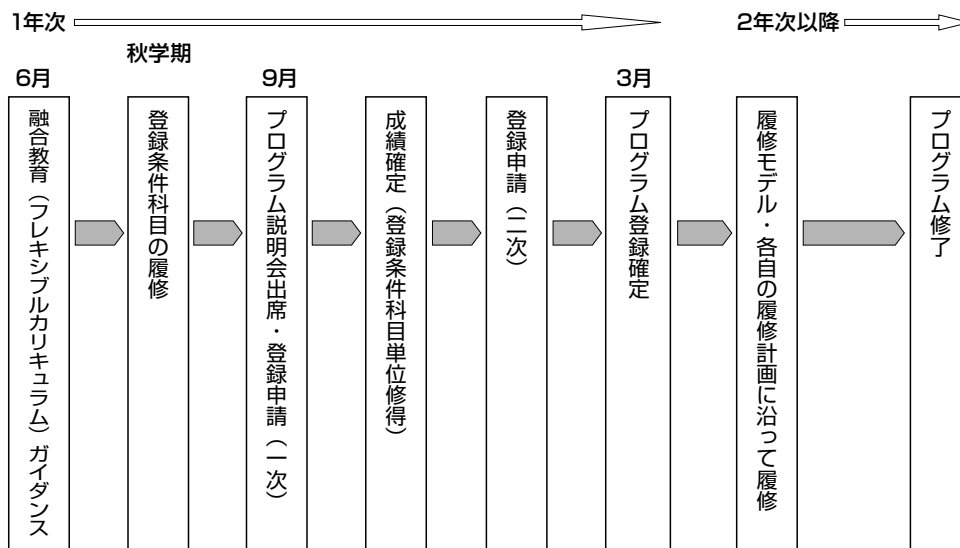 1年次
2年次以降
秋学期
6月
9月
3月
融合教育（フレキシブルカリキュラム）ガイダンス
登録条件科目の履修
プログラム説明会出席・登録申請（一次）
成績確定（登録条件科目単位修得）
登録申請（二次）
プログラム登録確定
履修モデル・各自の履修計画に沿って履修
プログラム修了